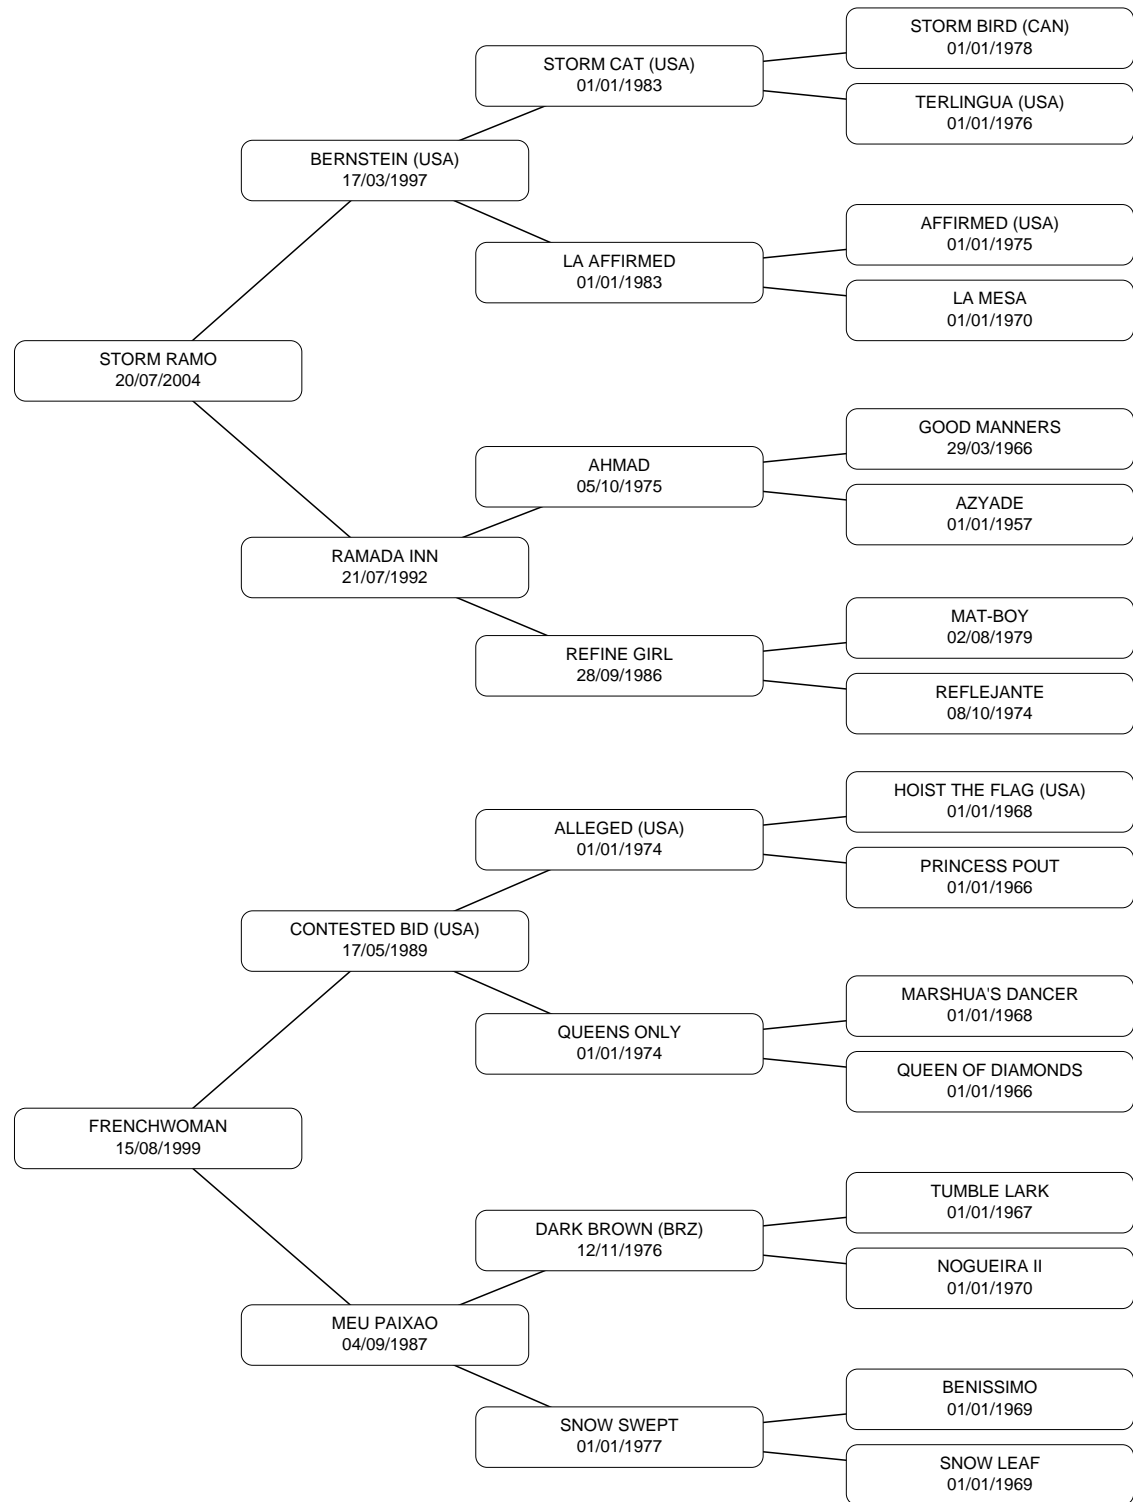 STORM BIRD (CAN)
01/01/1978
STORM CAT (USA)
01/01/1983
TERLINGUA (USA)
01/01/1976
BERNSTEIN (USA)
17/03/1997
AFFIRMED (USA)
01/01/1975
LA AFFIRMED
01/01/1983
LA MESA
01/01/1970
STORM RAMO
20/07/2004
GOOD MANNERS
29/03/1966
AHMAD
05/10/1975
AZYADE
01/01/1957
RAMADA INN
21/07/1992
MAT-BOY
02/08/1979
REFINE GIRL
28/09/1986
REFLEJANTE
08/10/1974
HOIST THE FLAG (USA)
01/01/1968
ALLEGED (USA)
01/01/1974
PRINCESS POUT
01/01/1966
CONTESTED BID (USA)
17/05/1989
MARSHUA'S DANCER
01/01/1968
QUEENS ONLY
01/01/1974
QUEEN OF DIAMONDS
01/01/1966
FRENCHWOMAN
15/08/1999
TUMBLE LARK
01/01/1967
DARK BROWN (BRZ)
12/11/1976
NOGUEIRA II
01/01/1970
MEU PAIXAO
04/09/1987
BENISSIMO
01/01/1969
SNOW SWEPT
01/01/1977
SNOW LEAF
01/01/1969